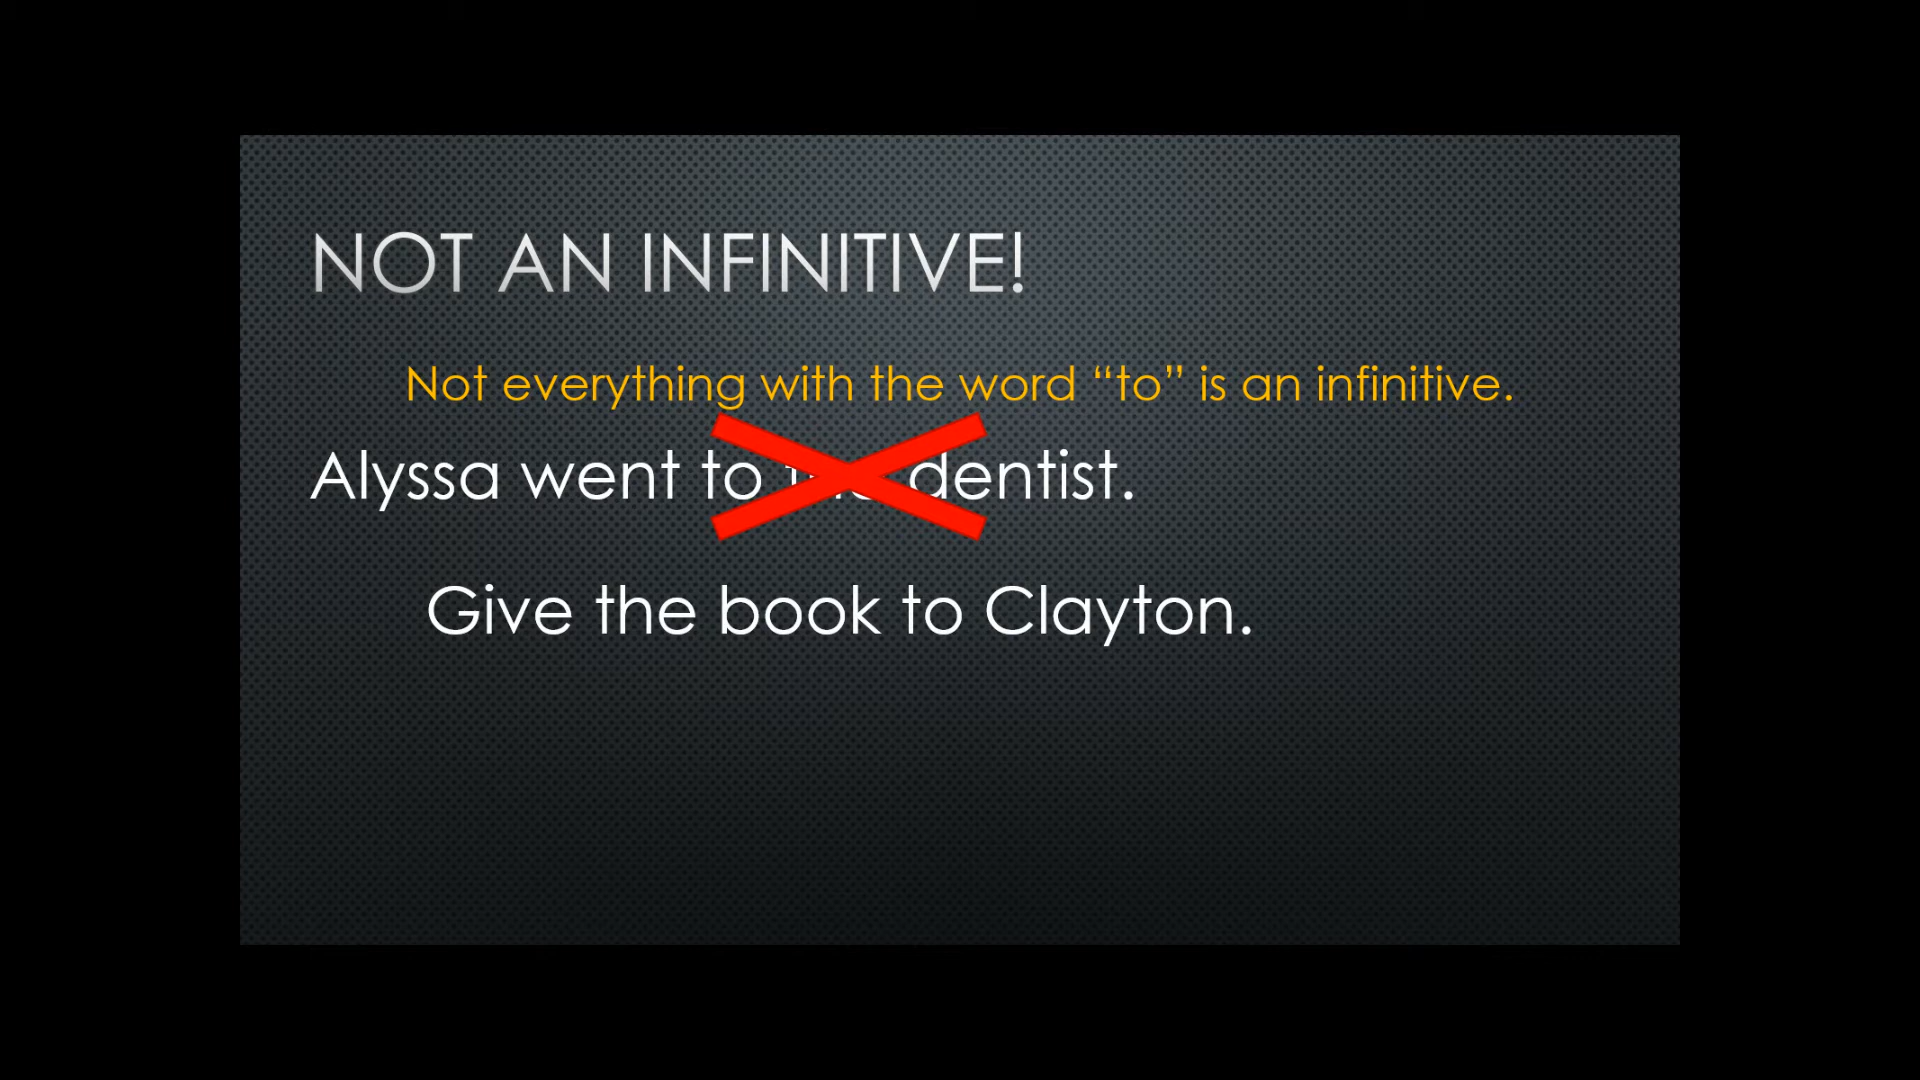 NOT AN INFINITIVE!
Not everything with the word “to” is an infinitive.
Alyssa went to the dentist.
Give the book to Clayton.